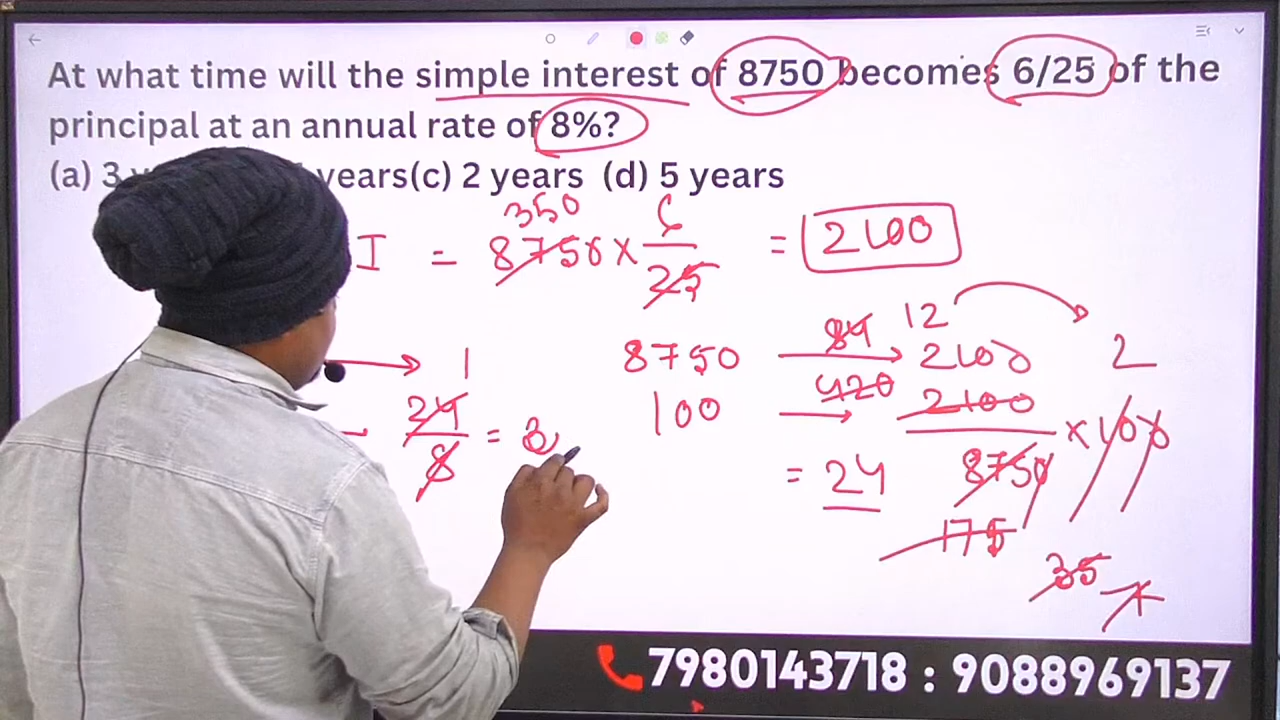 At what time will the simple interest of 8750 becomes 6/25 of the
principal at an annual rate of 8%?
(a) 3 years(c) 2 years (d) 5 years
350 6
I = 8750 × 25 = 2100
84 12
1 8750 2100 2
420
24 100 2100 × 100
8 = 3 = 24 8750
175
35
7980143718 : 9088969137